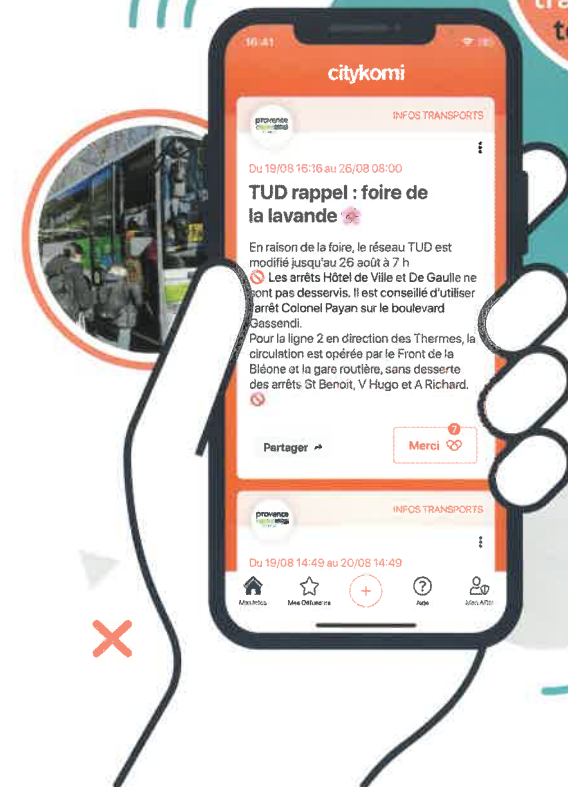 tra
te
16:41
citykomi
provence
INFOS TRANSPORTS
Du 19/08 16:16 au 26/08 08:00
TUD rappel : foire de
la lavande 🌸
En raison de la foire, le réseau TUD est
modifié jusqu'au 26 août à 7 h
🚫 Les arrêts Hôtel de Ville et De Gaulle ne
sont pas desservis. Il est conseillé d'utiliser
l'arrêt Colonel Payan sur le boulevard
Gassendi.
Pour la ligne 2 en direction des Thermes, la
circulation est opérée par le Front de la
Bléone et la gare routière, sans desserte
des arrêts St Benoit, V Hugo et A Richard.
🚫
Partager
7
Merci
provence
INFOS TRANSPORTS
Du 19/08 14:49 au 20/08 14:49
Aide